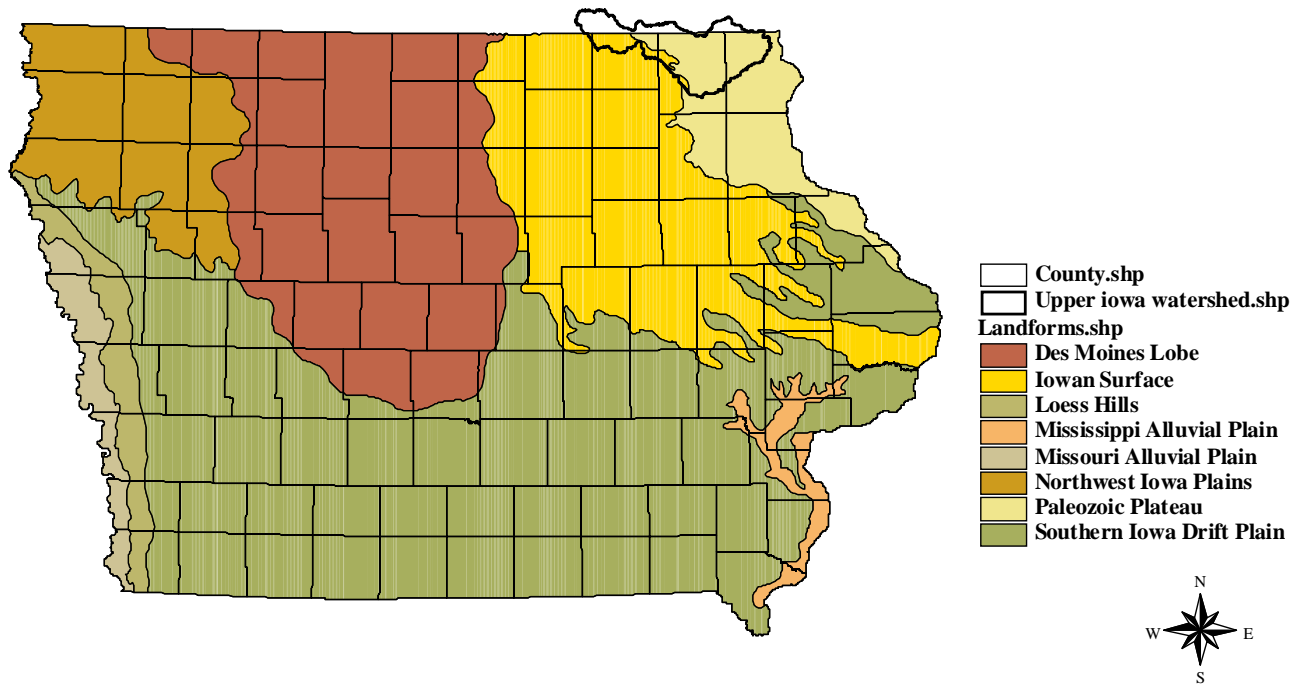 County.shp
Upper iowa watershed.shp
Landforms.shp
Des Moines Lobe
Iowan Surface
Loess Hills
Mississippi Alluvial Plain
Missouri Alluvial Plain
Northwest Iowa Plains
Paleozoic Plateau
Southern Iowa Drift Plain
N
W E
S